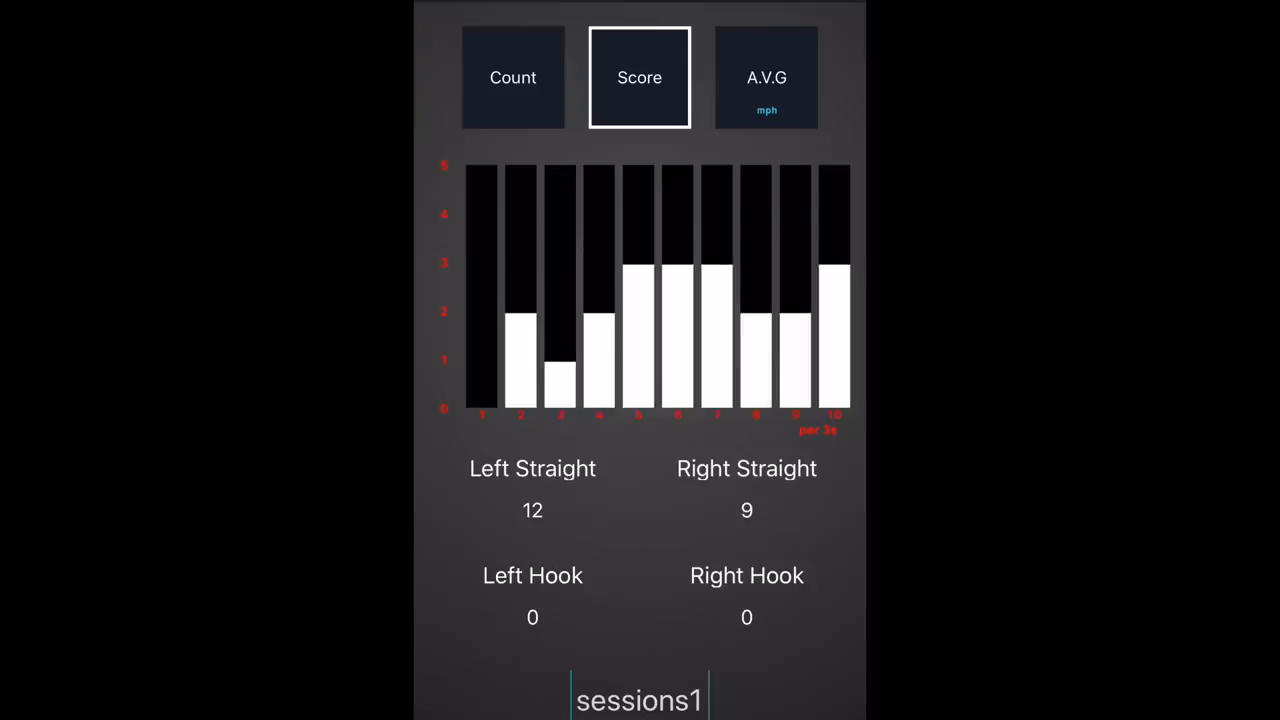 Count Score A.V.G
mph
5
4
3
2
1
0
1 2 3 4 5 6 7 8 9 10
per 3s
Left Straight Right Straight
12 9
Left Hook Right Hook
0 0
sessions1